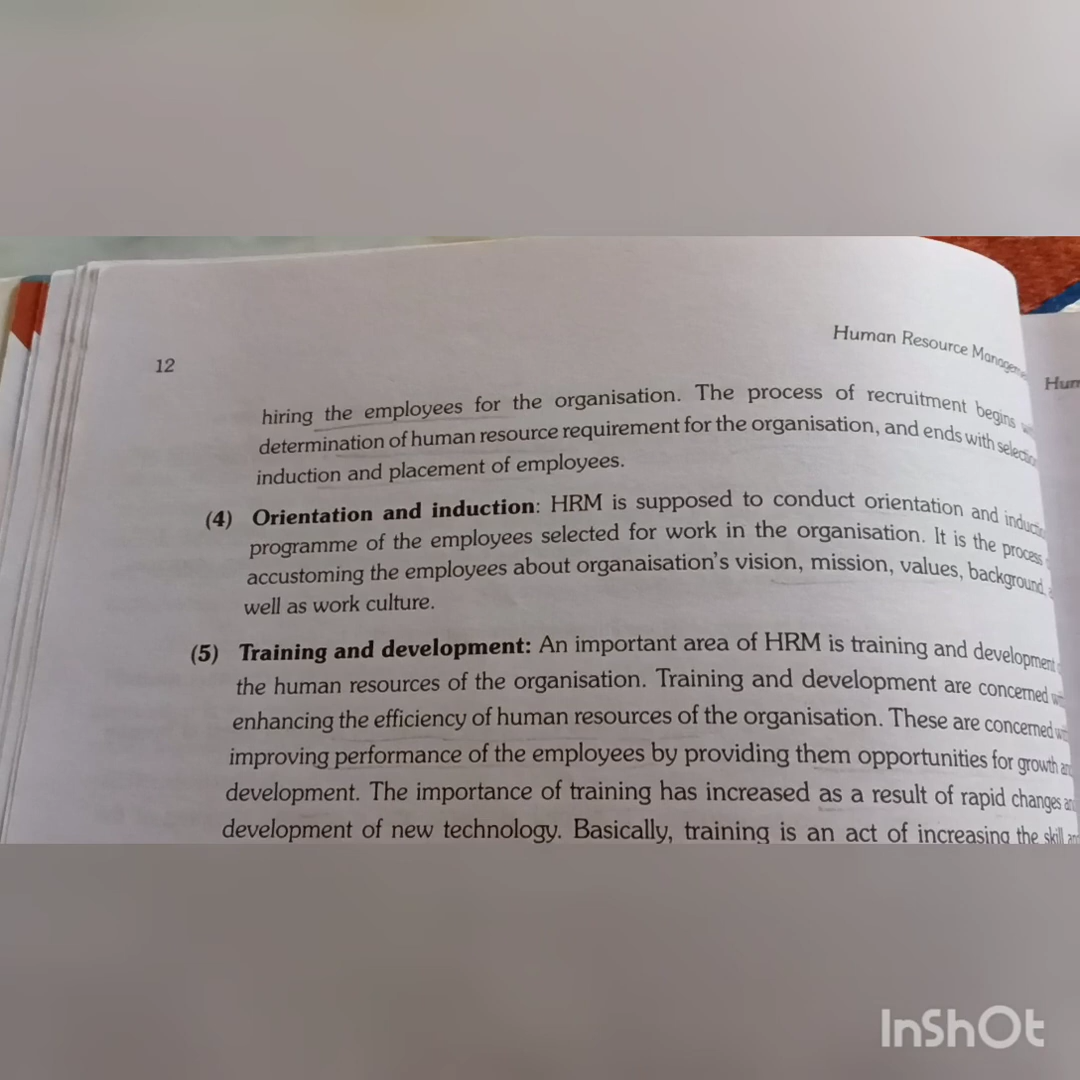 12
Human Resource Management
Hum
hiring the employees for the organisation. The process of recruitment begins
determination of human resource requirement for the organisation, and ends with selection
induction and placement of employees.
(4) Orientation and induction: HRM is supposed to conduct orientation and induction
programme of the employees selected for work in the organisation. It is the process
accustoming the employees about organaisation's vision, mission, values, background,
well as work culture.
(5) Training and development: An important area of HRM is training and development
the human resources of the organisation. Training and development are concerned
enhancing the efficiency of human resources of the organisation. These are concerned
improving performance of the employees by providing them opportunities for growth
development. The importance of training has increased as a result of rapid changes
development of new technology. Basically, training is an act of increasing the skill
InShOt